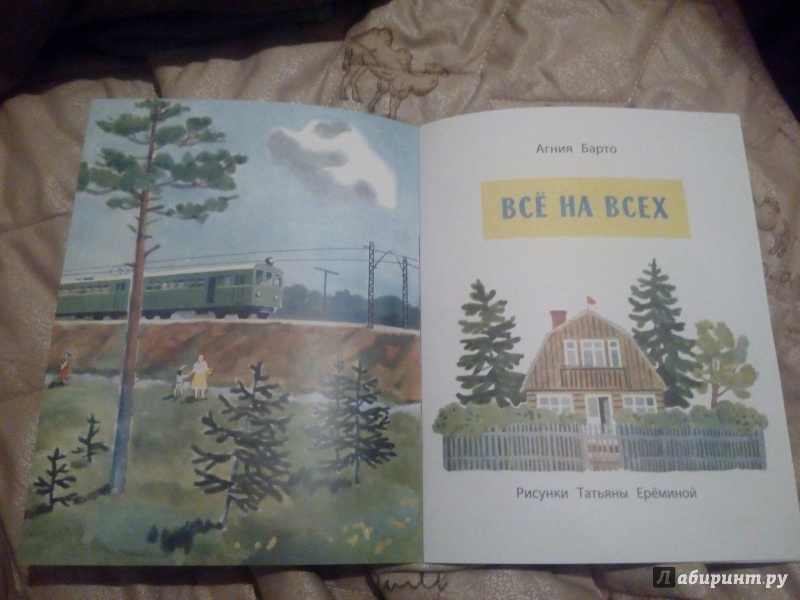 Агния Барто
ВСЁ НА ВСЕХ
Рисунки Татьяны Ерёминой
Лабиринт.ру